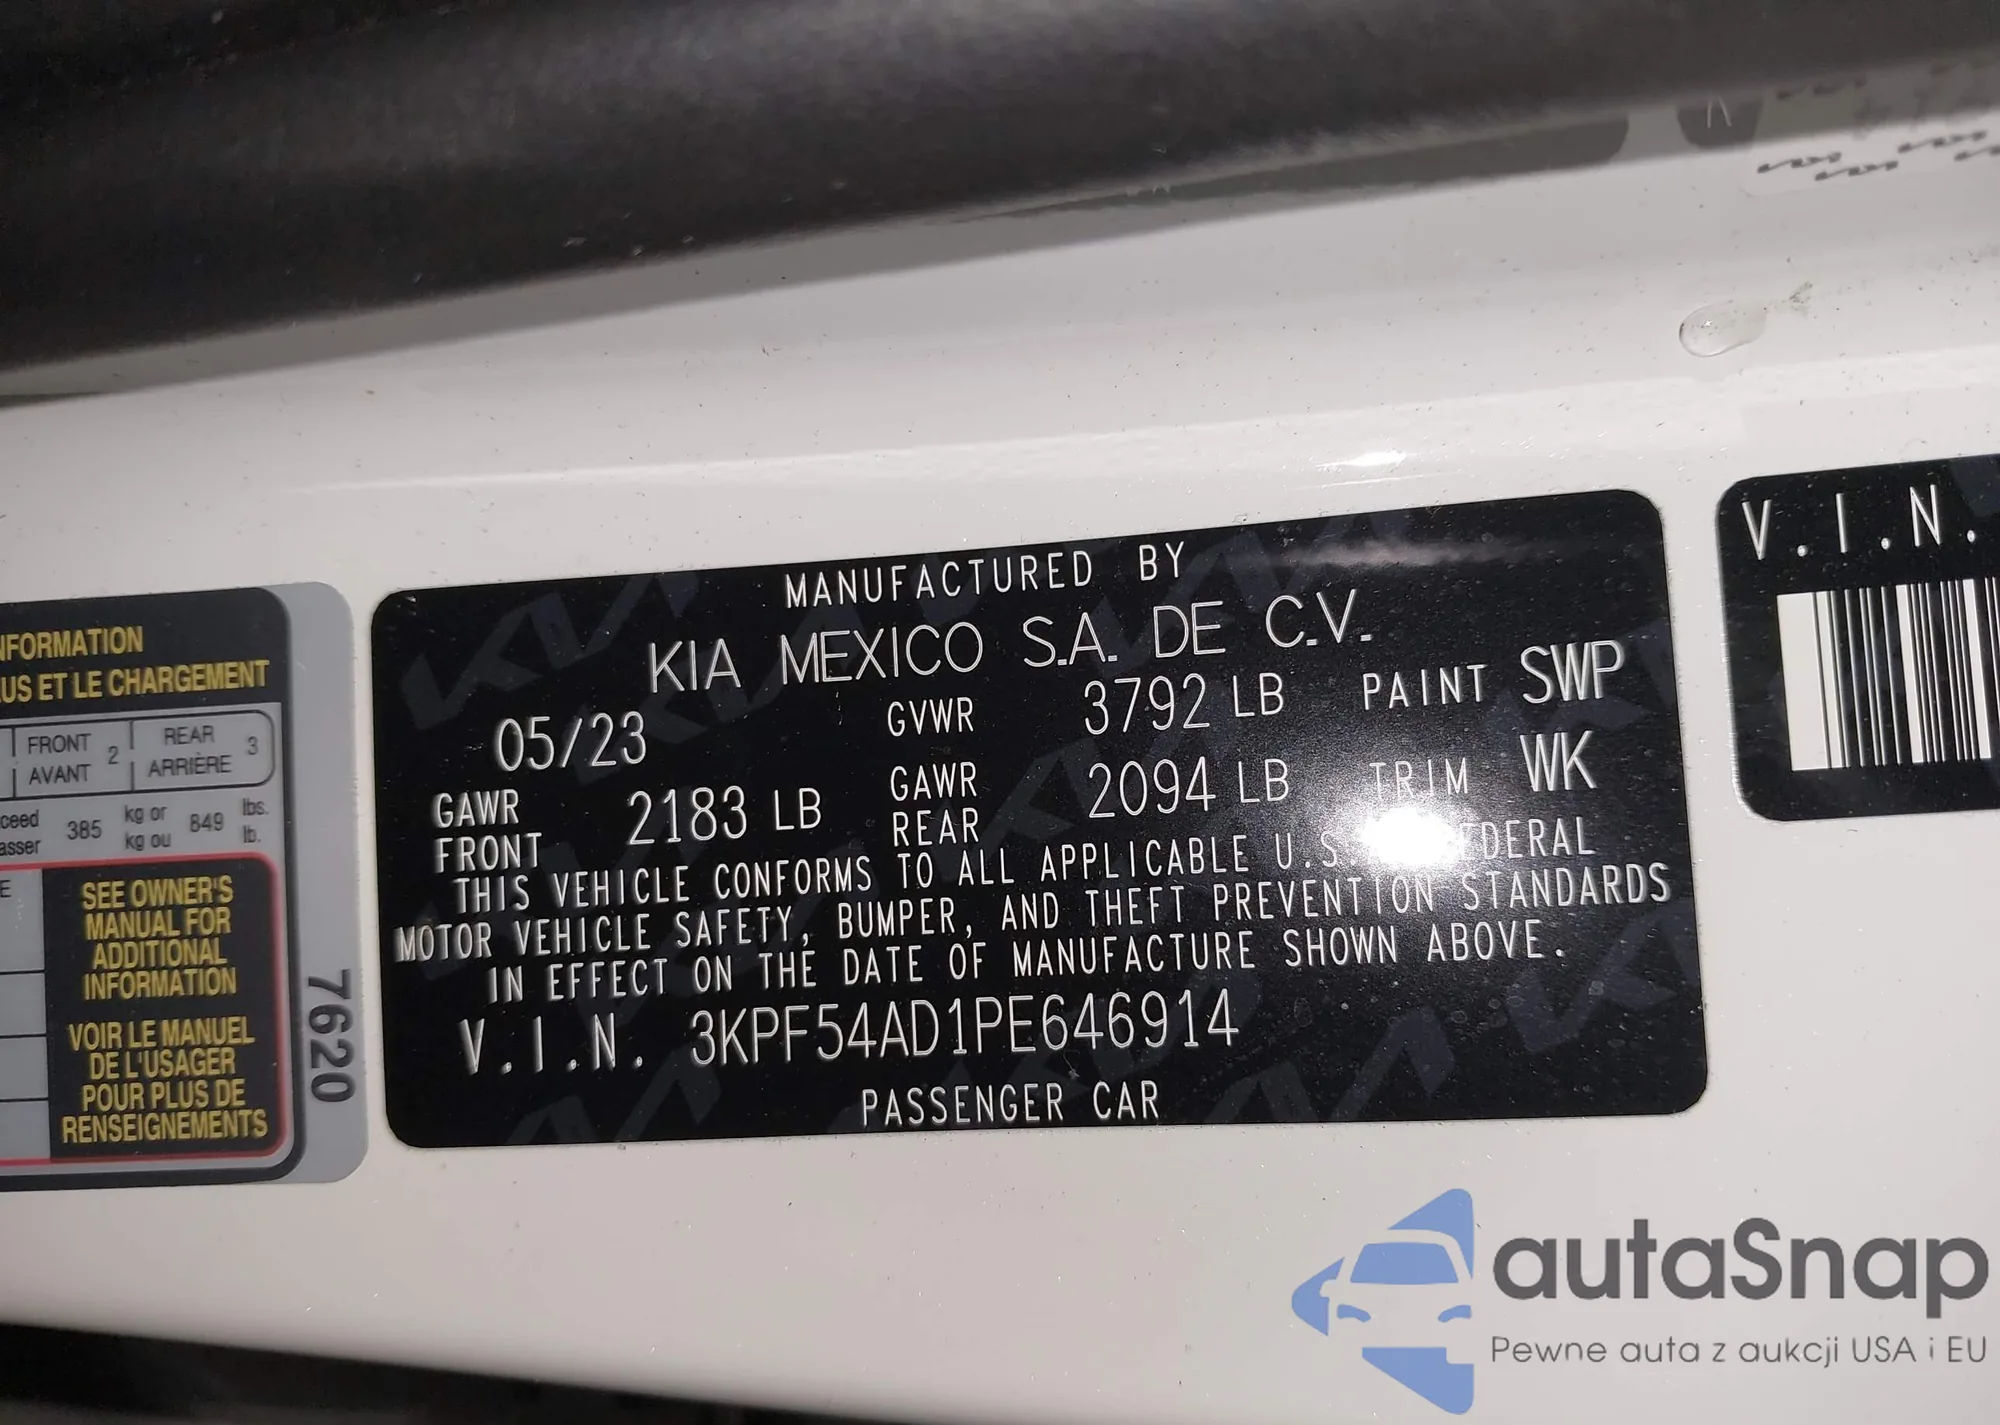 NFORMATION
US ET LE CHARGEMENT
FRONT
AVANT 2
REAR
ARRIÈRE 3
385 kg or
kg ou 849 lbs.
lb.
SEE OWNER'S
MANUAL FOR
ADDITIONAL
INFORMATION
VOIR LE MANUEL
DE L'USAGER
POUR PLUS DE
RENSEIGNEMENTS
7620
MANUFACTURED BY
KIA MEXICO S.A. DE C.V.
05/23 GVWR 3792 LB PAINT SWP
GAWR
FRONT 2183 LB GAWR
REAR 2094 LB TRIM WK
THIS VEHICLE CONFORMS TO ALL APPLICABLE U.S. FEDERAL
MOTOR VEHICLE SAFETY, BUMPER, AND THEFT PREVENTION STANDARDS
IN EFFECT ON THE DATE OF MANUFACTURE SHOWN ABOVE.
V.I.N. 3KPF54AD1PE646914
PASSENGER CAR
V.I.N.
autaSnap
Pewne auta z aukcji USA i EU